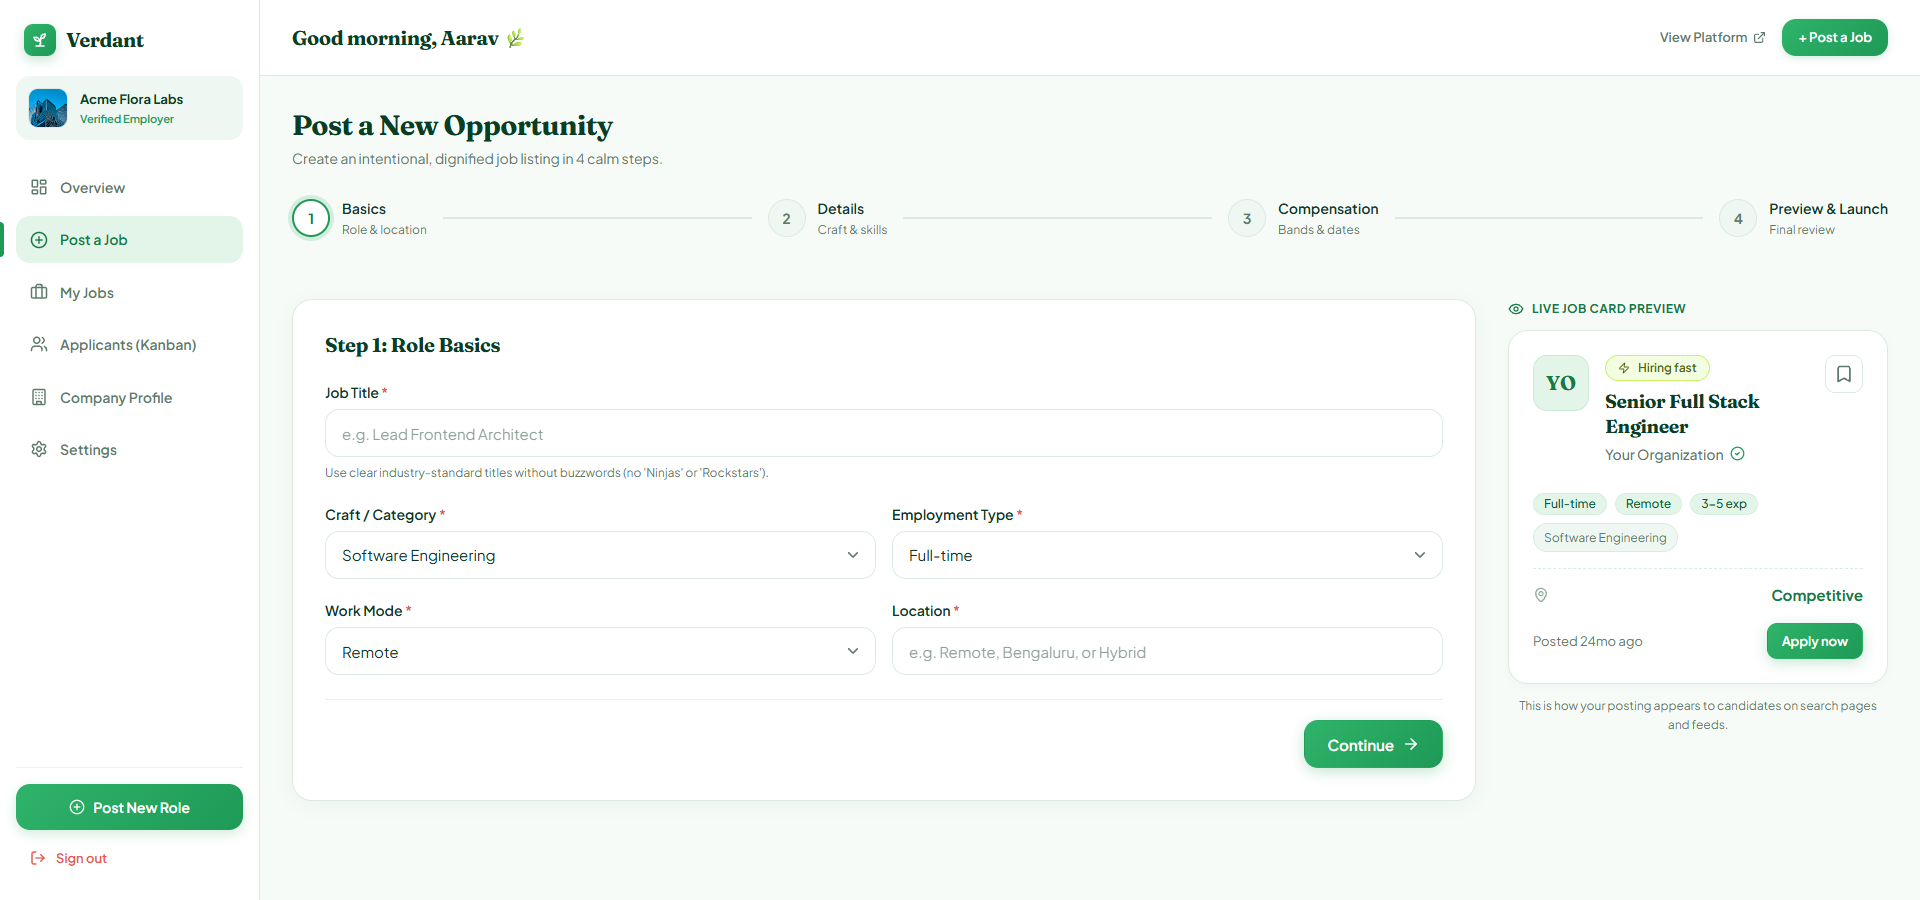 Verdant
Acme Flora Labs
Verified Employer
Overview
Post a Job
My Jobs
Applicants (Kanban)
Company Profile
Settings
Post New Role
Sign out
Good morning, Aarav 🌿
View Platform
+ Post a Job
Post a New Opportunity
Create an intentional, dignified job listing in 4 calm steps.
1
Basics
Role & location
2
Details
Craft & skills
3
Compensation
Bands & dates
4
Preview & Launch
Final review
Step 1: Role Basics
Job Title *
e.g. Lead Frontend Architect
Use clear industry-standard titles without buzzwords (no 'Ninjas' or 'Rockstars').
Craft / Category *
Software Engineering
Employment Type *
Full-time
Work Mode *
Remote
Location *
e.g. Remote, Bengaluru, or Hybrid
Continue
LIVE JOB CARD PREVIEW
YO
Hiring fast
Senior Full Stack
Engineer
Your Organization
Full-time
Remote
3–5 exp
Software Engineering
Competitive
Posted 24mo ago
Apply now
This is how your posting appears to candidates on search pages
and feeds.